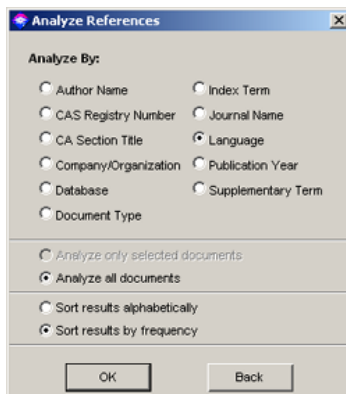 Analyze References
Analyze By:
Author Name Index Term
CAS Registry Number Journal Name
CA Section Title Language
Company/Organization Publication Year
Database Supplementary Term
Document Type
Analyze only selected documents
Analyze all documents
Sort results alphabetically
Sort results by frequency
OK Back